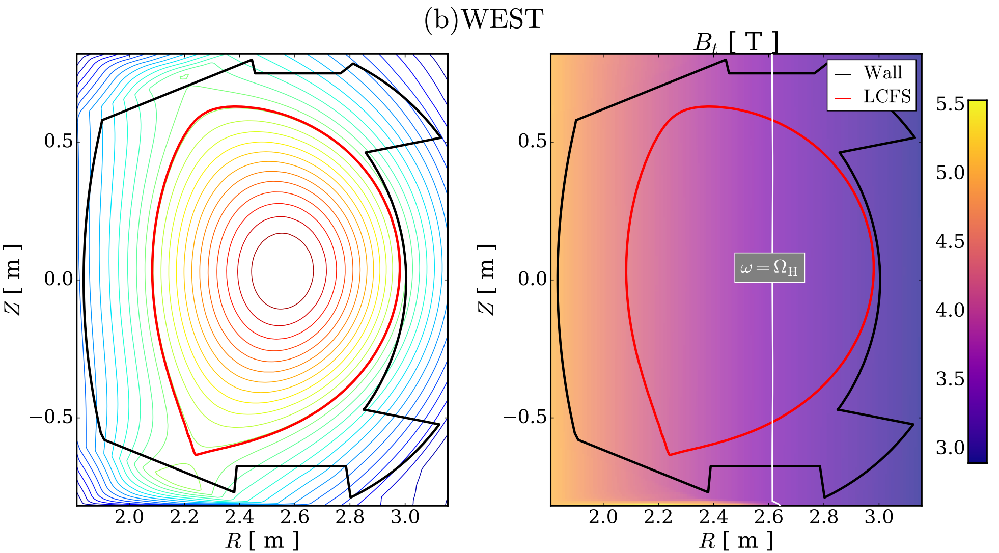 (b)WEST
B_t [ T ]
Z [ m ]
0.5
0.0
−0.5
2.0 2.2 2.4 2.6 2.8 3.0
R [ m ]
Z [ m ]
0.5
0.0
−0.5
Wall
LCFS
ω = Ω_H
2.0 2.2 2.4 2.6 2.8 3.0
R [ m ]
5.5
5.0
4.5
4.0
3.5
3.0